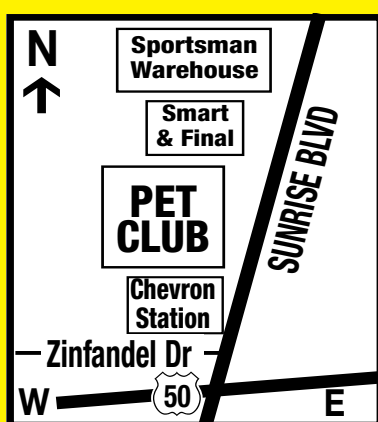 N
Sportsman
Warehouse
Smart
& Final
SUNRISE BLVD
PET
CLUB
Chevron
Station
Zinfandel Dr
W
50
E